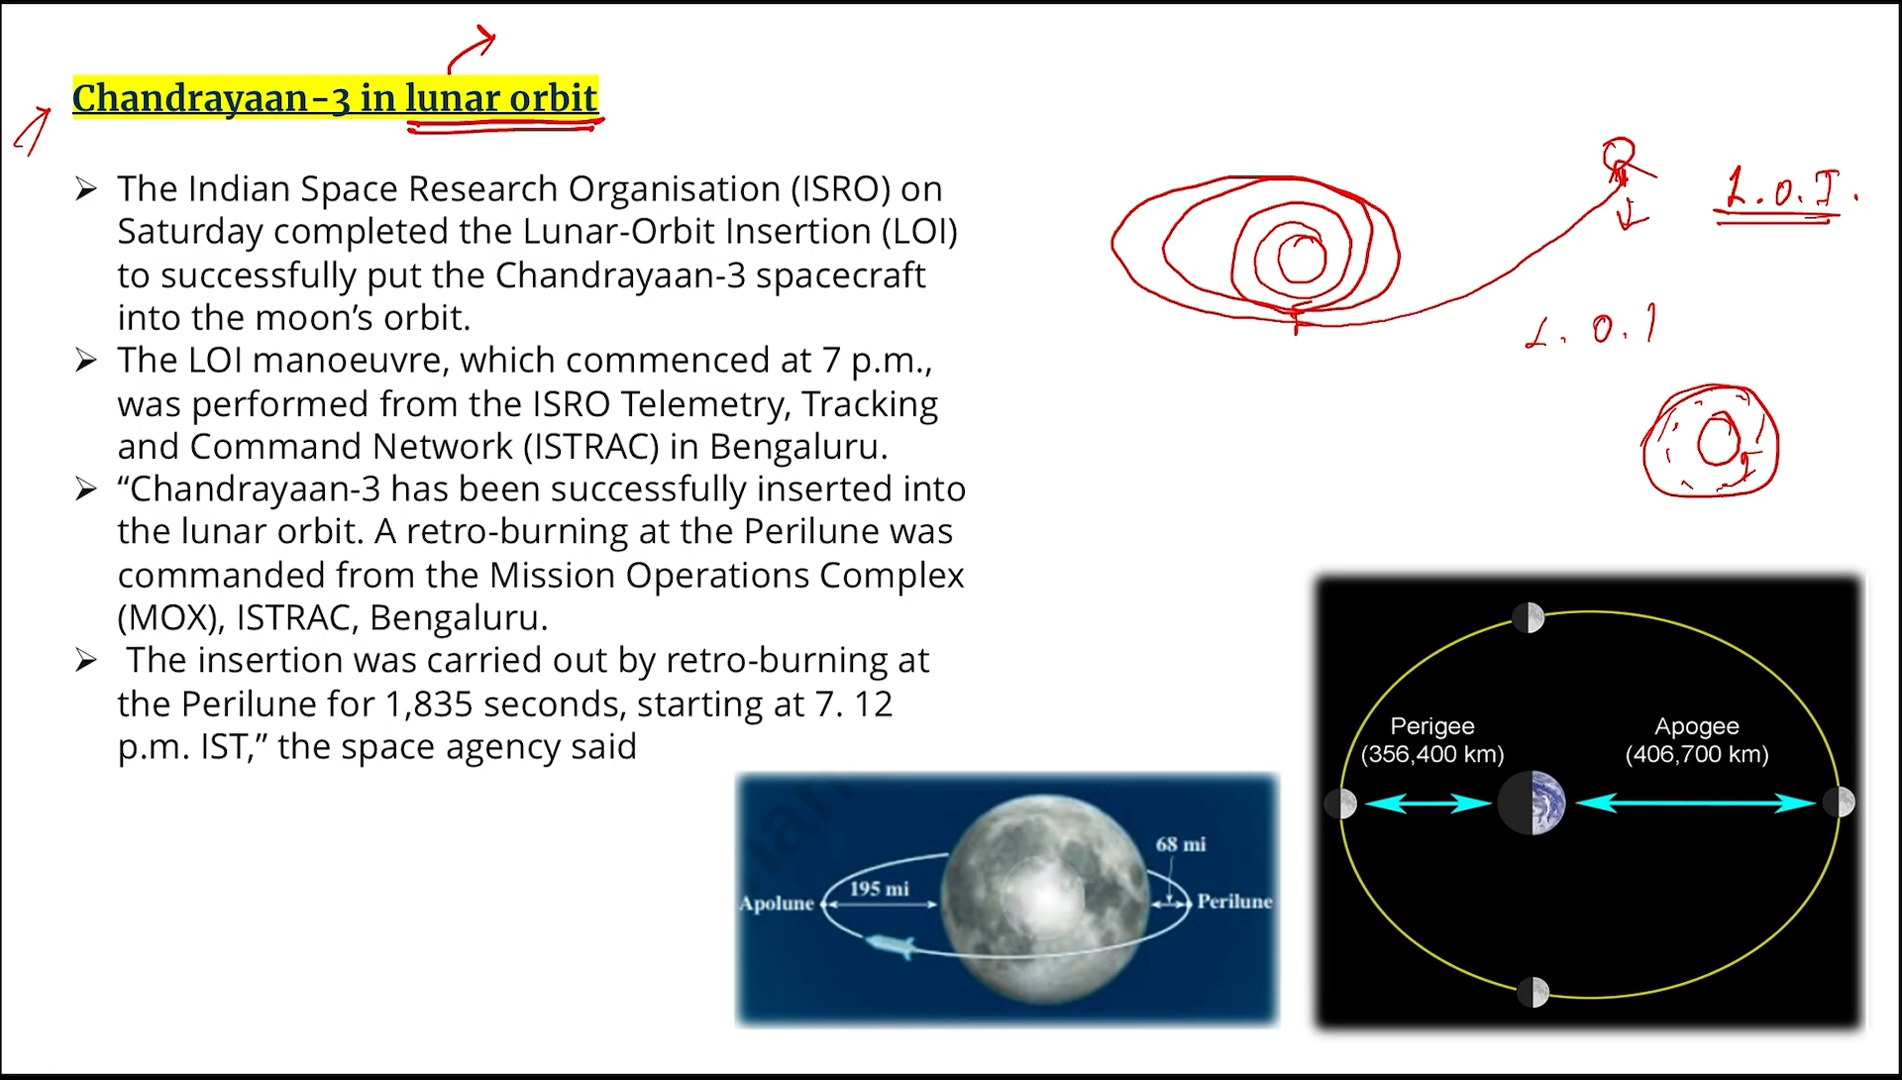 Chandrayaan-3 in lunar orbit
➢ The Indian Space Research Organisation (ISRO) on
Saturday completed the Lunar-Orbit Insertion (LOI)
to successfully put the Chandrayaan-3 spacecraft
into the moon’s orbit.
➢ The LOI manoeuvre, which commenced at 7 p.m.,
was performed from the ISRO Telemetry, Tracking
and Command Network (ISTRAC) in Bengaluru.
➢ “Chandrayaan-3 has been successfully inserted into
the lunar orbit. A retro-burning at the Perilune was
commanded from the Mission Operations Complex
(MOX), ISTRAC, Bengaluru.
➢ The insertion was carried out by retro-burning at
the Perilune for 1,835 seconds, starting at 7. 12
p.m. IST,” the space agency said
L.O.I.
L.O.I
Perigee
(356,400 km)
Apogee
(406,700 km)
68 mi
195 mi
Apolune
Perilune